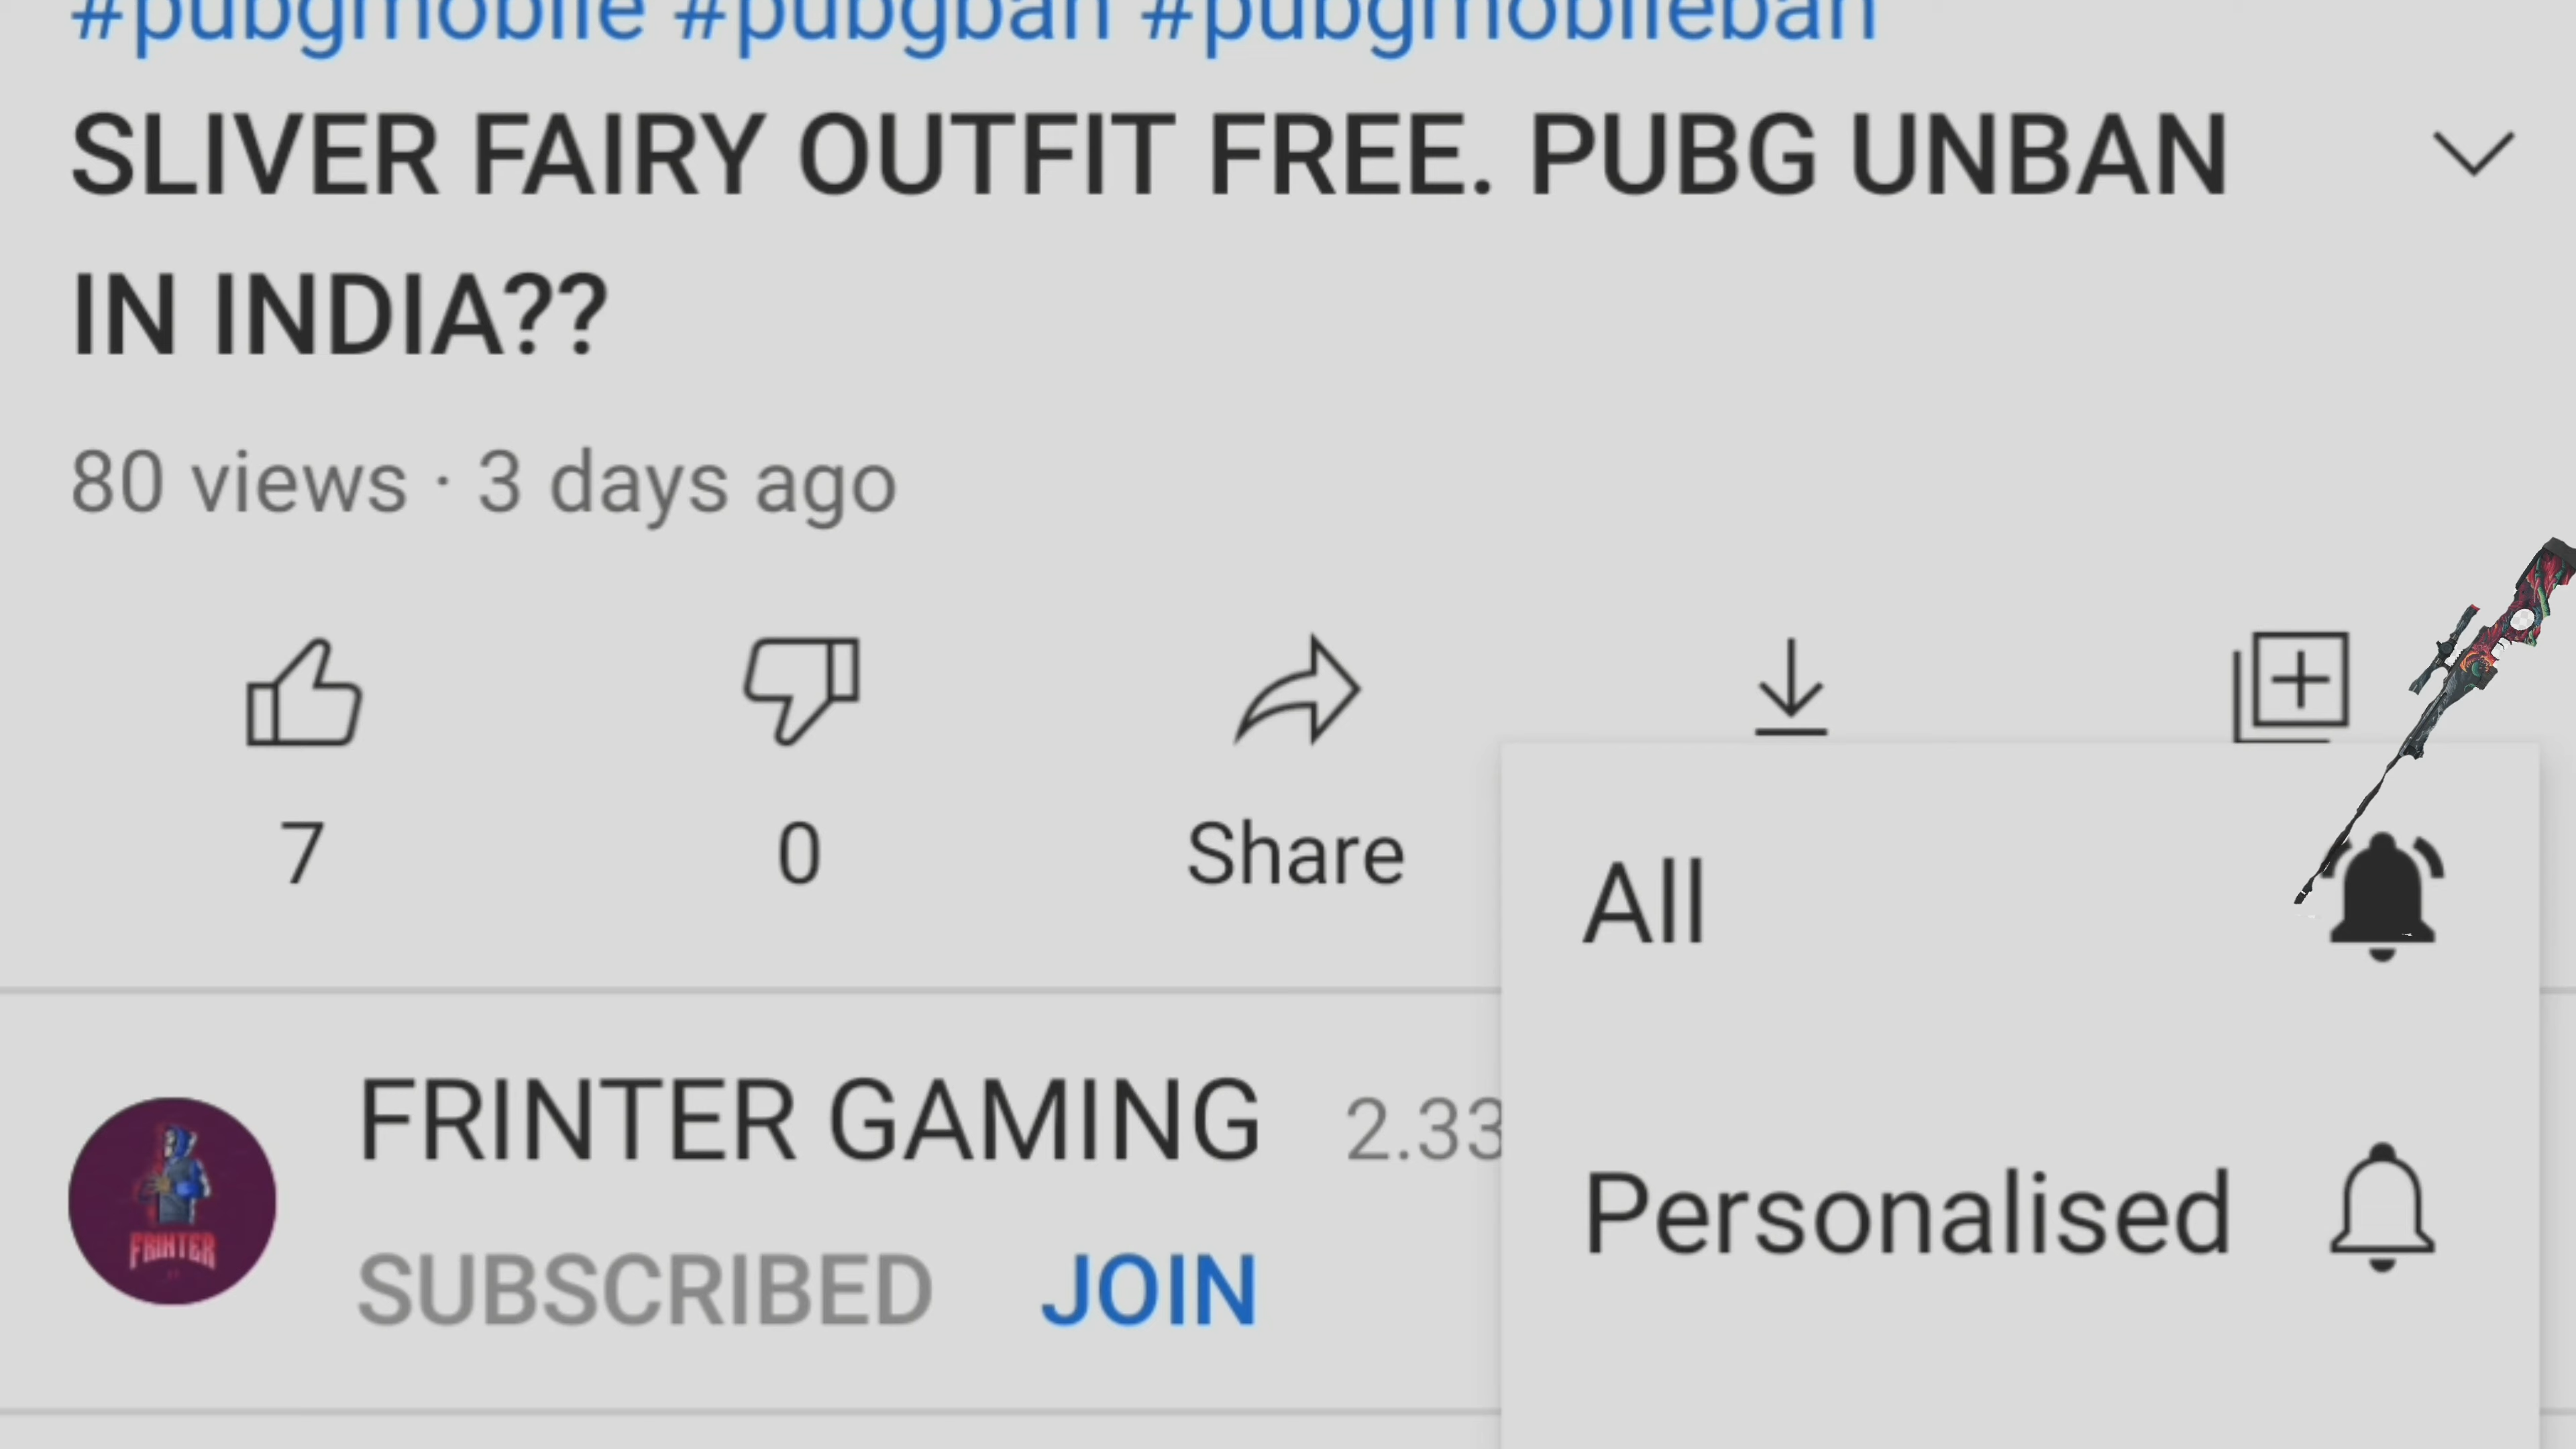 #pubgmobile #pubgban #pubgmobileban
SLIVER FAIRY OUTFIT FREE. PUBG UNBAN
IN INDIA??
80 views · 3 days ago
7
0
Share
All
FRINTER GAMING 2.33
Personalised
FRINTER
SUBSCRIBED JOIN